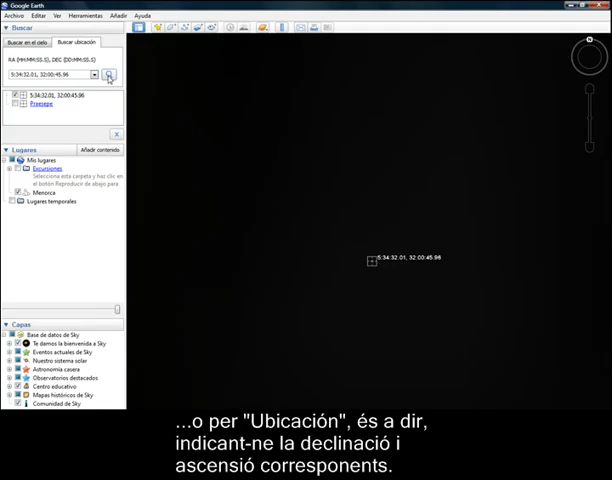 Google Earth
Archivo Editar Ver Herramientas Añadir Ayuda
Buscar
Buscar en el cielo Buscar ubicación
RA (HH:MM:SS.S), DEC (DD:MM:SS.S)
5:34:32.01, 32:00:45.96
5:34:32.01, 32:00:45.96
Praesepe
Lugares Añadir contenido
Mis lugares
Excursiones
Selecciona esta carpeta y haz clic en
el botón Reproducir de abajo para
Menorca
Lugares temporales
N
5:34:32.01, 32:00:45.96
Capas
Base de datos de Sky
Te damos la bienvenida a Sky
Eventos actuales de Sky
Nuestro sistema solar
Astronomía casera
Observatorios destacados
Centro educativo
Mapas históricos de Sky
Comunidad de Sky
...o per "Ubicación", és a dir,
indicant-ne la declinació i
ascensió corresponents.